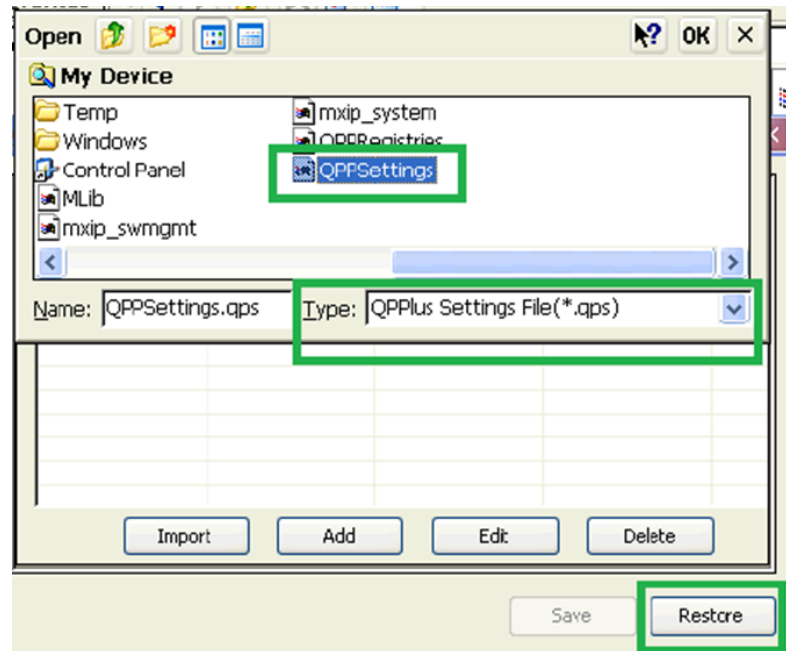 Open OK
My Device
Temp mxip_system
Windows QPPRegistries
Control Panel QPPSettings
MLib
mxip_swmgmt
Name: QPPSettings.qps Type: QPPlus Settings File(*.qps)
Import Add Edit Delete
Save Restore